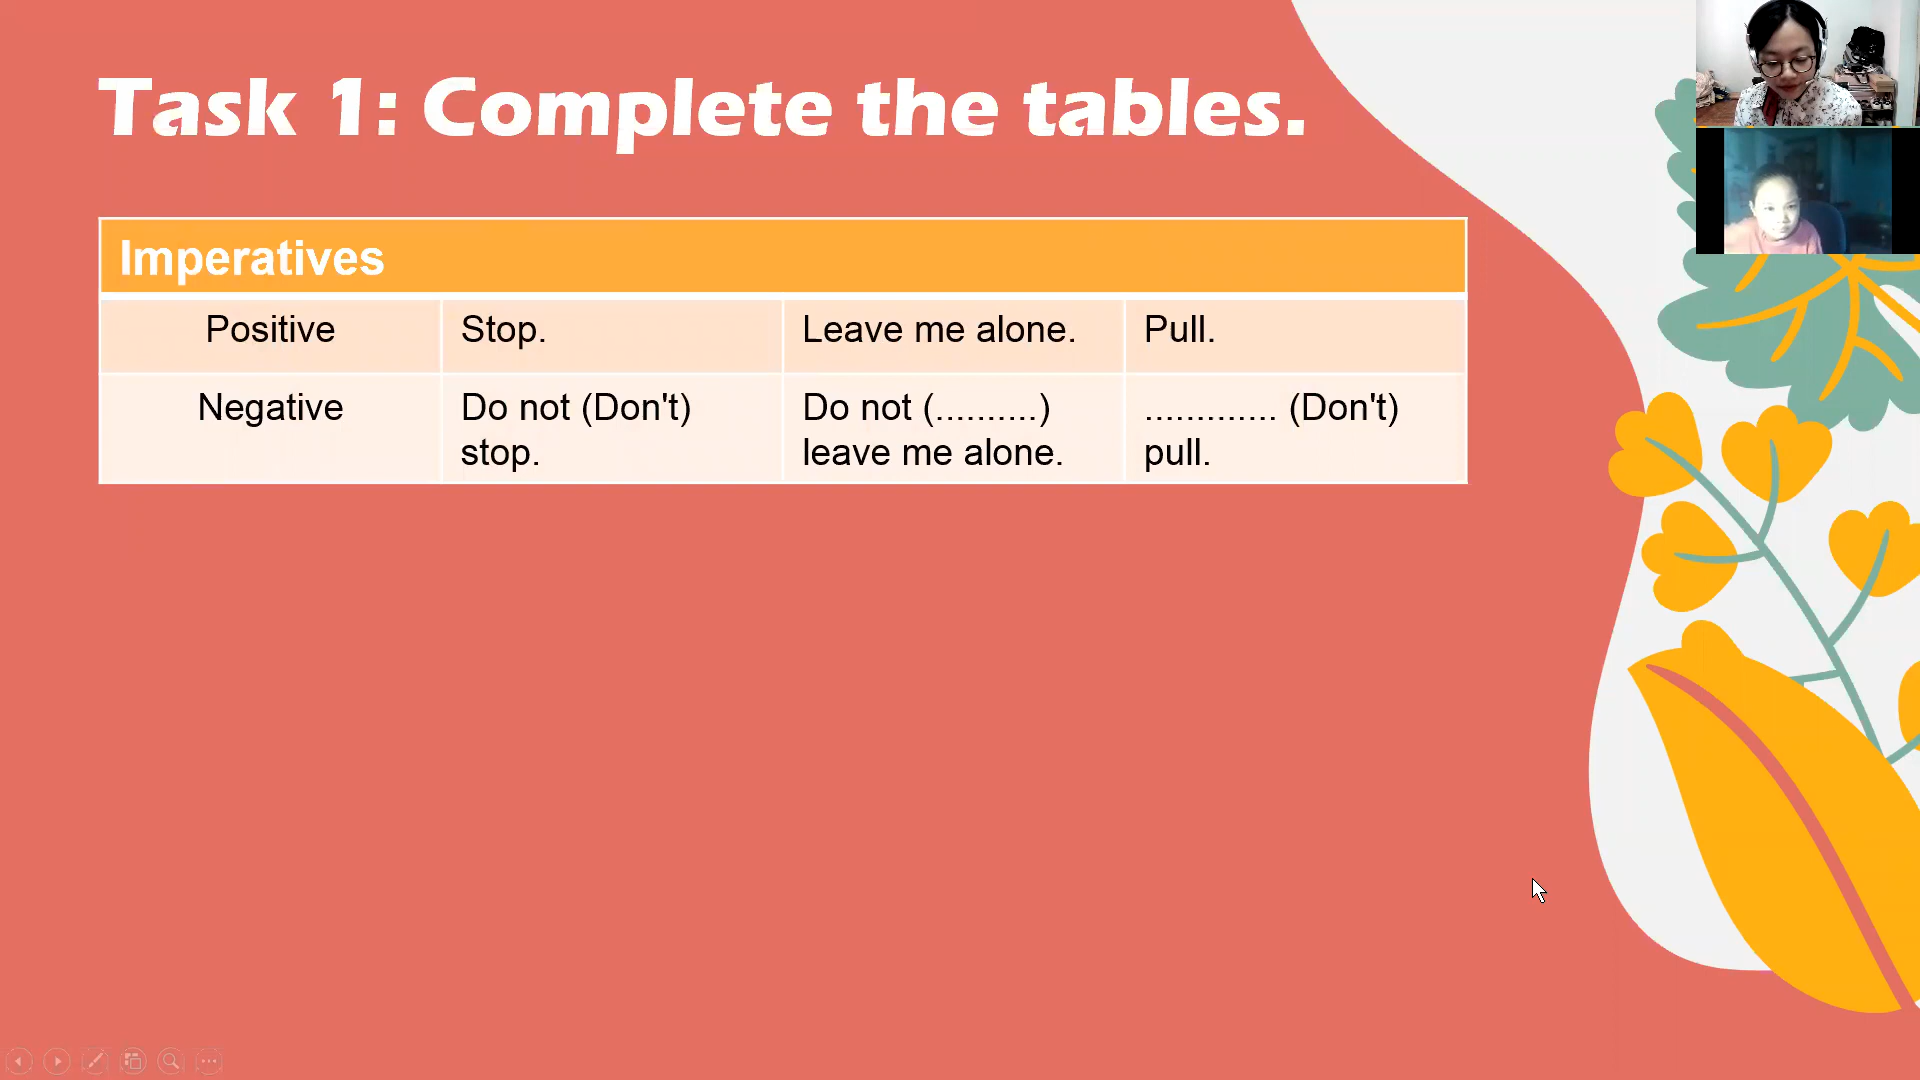 Task 1: Complete the tables.
Imperatives
Positive
Stop.
Leave me alone.
Pull.
Negative
Do not (Don't)
stop.
Do not (..........)
leave me alone.
............. (Don't)
pull.